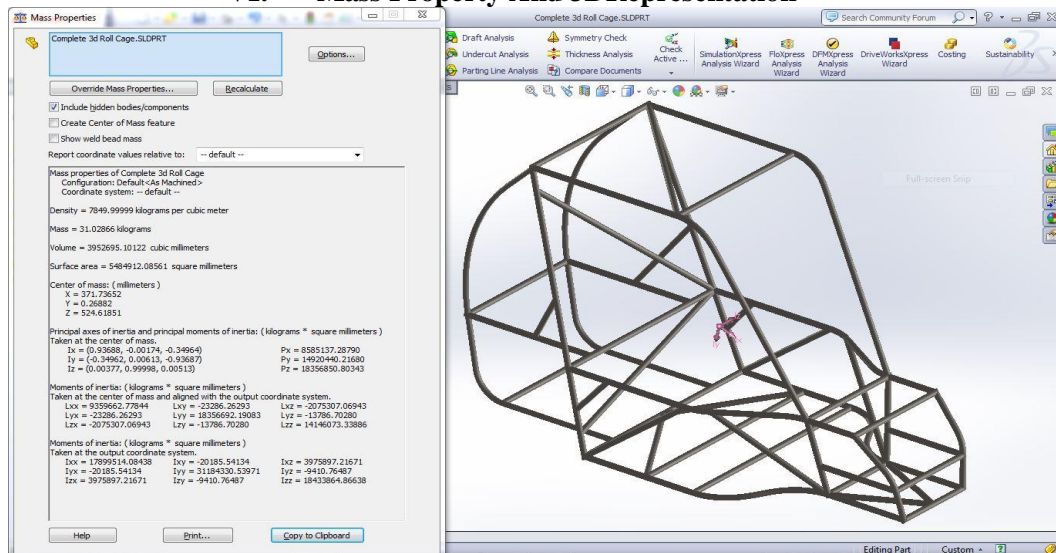 VI. Mass Property And 3D Representation
Mass Properties
Complete 3d Roll Cage.SLDPRT
Options...
Override Mass Properties... Recalculate
Include hidden bodies/components
Create Center of Mass feature
Show weld bead mass
Report coordinate values relative to: -- default --
Mass properties of Complete 3d Roll Cage
Configuration: Default<As Machined>
Coordinate system: -- default --
Density = 7849.99999 kilograms per cubic meter
Mass = 31.02866 kilograms
Volume = 3952695.10122 cubic millimeters
Surface area = 5484912.08561 square millimeters
Center of mass: ( millimeters )
X = 371.73652
Y = 0.26882
Z = 524.61851
Principal axes of inertia and principal moments of inertia: ( kilograms * square millimeters )
Taken at the center of mass.
Ix = (0.93688, -0.00174, -0.34964) Px = 8585137.28790
Iy = (-0.34962, 0.00613, -0.93687) Py = 14920440.21680
Iz = (0.00377, 0.99998, 0.00513) Pz = 18356850.80343
Moments of inertia: ( kilograms * square millimeters )
Taken at the center of mass and aligned with the output coordinate system.
Lxx = 9359662.77844 Lxy = -23286.26293 Lxz = -2075307.06943
Lyx = -23286.26293 Lyy = 18356692.19083 Lyz = -13786.70280
Lzx = -2075307.06943 Lzy = -13786.70280 Lzz = 14146073.33886
Moments of inertia: ( kilograms * square millimeters )
Taken at the output coordinate system.
Ixx = 17899514.08438 Ixy = -20185.54134 Ixz = 3975897.21671
Iyx = -20185.54134 Iyy = 31184330.53971 Iyz = -9410.76487
Izx = 3975897.21671 Izy = -9410.76487 Izz = 18433864.86638
Help Print... Copy to Clipboard
Complete 3d Roll Cage.SLDPRT
Search Community Forum
Draft Analysis Symmetry Check
Undercut Analysis Thickness Analysis
Parting Line Analysis Compare Documents
Check
Active ...
SimulationXpress
Analysis Wizard
FloXpress
Analysis
Wizard
DFMXpress
Analysis
Wizard
DriveWorksXpress
Wizard
Costing
Sustainability
Full-screen Snip
Editing Part Custom